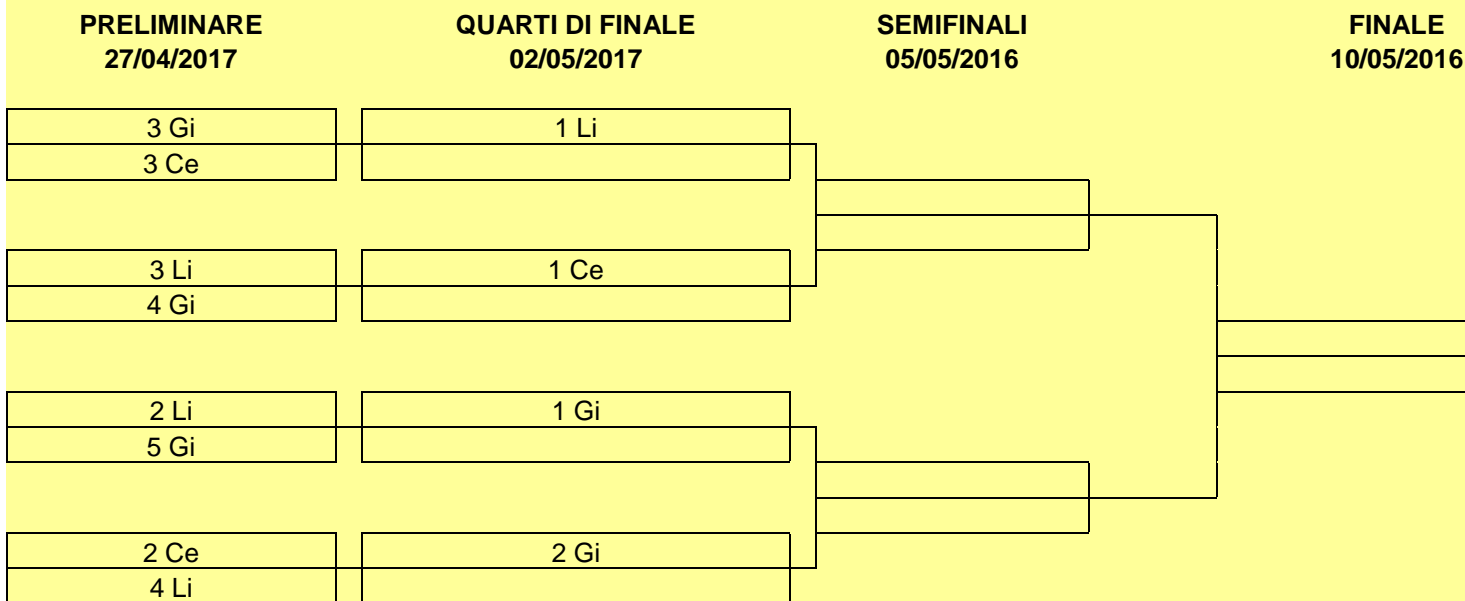 PRELIMINARE QUARTI DI FINALE SEMIFINALI FINALE
27/04/2017 02/05/2017 05/05/2016 10/05/2016
3 Gi 1 Li
3 Ce
3 Li 1 Ce
4 Gi
2 Li 1 Gi
5 Gi
2 Ce 2 Gi
4 Li